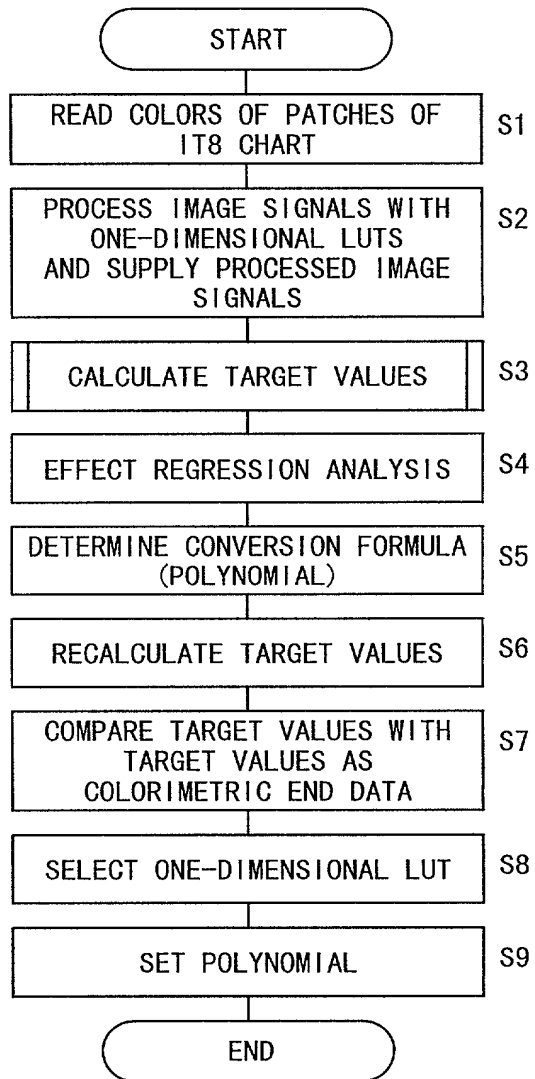 START
READ COLORS OF PATCHES OF
IT8 CHART
S1
PROCESS IMAGE SIGNALS WITH
ONE-DIMENSIONAL LUTS
AND SUPPLY PROCESSED IMAGE
SIGNALS
S2
CALCULATE TARGET VALUES
S3
EFFECT REGRESSION ANALYSIS
S4
DETERMINE CONVERSION FORMULA
(POLYNOMIAL)
S5
RECALCULATE TARGET VALUES
S6
COMPARE TARGET VALUES WITH
TARGET VALUES AS
COLORIMETRIC END DATA
S7
SELECT ONE-DIMENSIONAL LUT
S8
SET POLYNOMIAL
S9
END